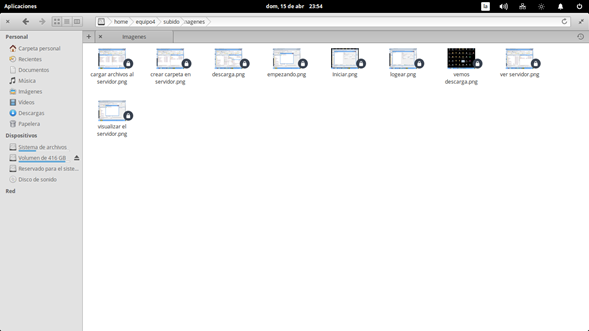 Aplicaciones
dom, 15 de abr 23:54
la
home
equipo4
subido
nagenes
Imagenes
Personal
Carpeta personal
Recientes
Documentos
Música
Imágenes
Vídeos
Descargas
Papelera
Dispositivos
Sistema de archivos
Volumen de 416 GB
Reservado para el siste...
Disco de sonido
Red
cargar archivos al
servidor.png
crear carpeta en
servidor.png
descarga.png
empezando.png
iniciar.png
logear.png
vemos
descarga.png
ver servidor.png
visualizar el
servidor.png